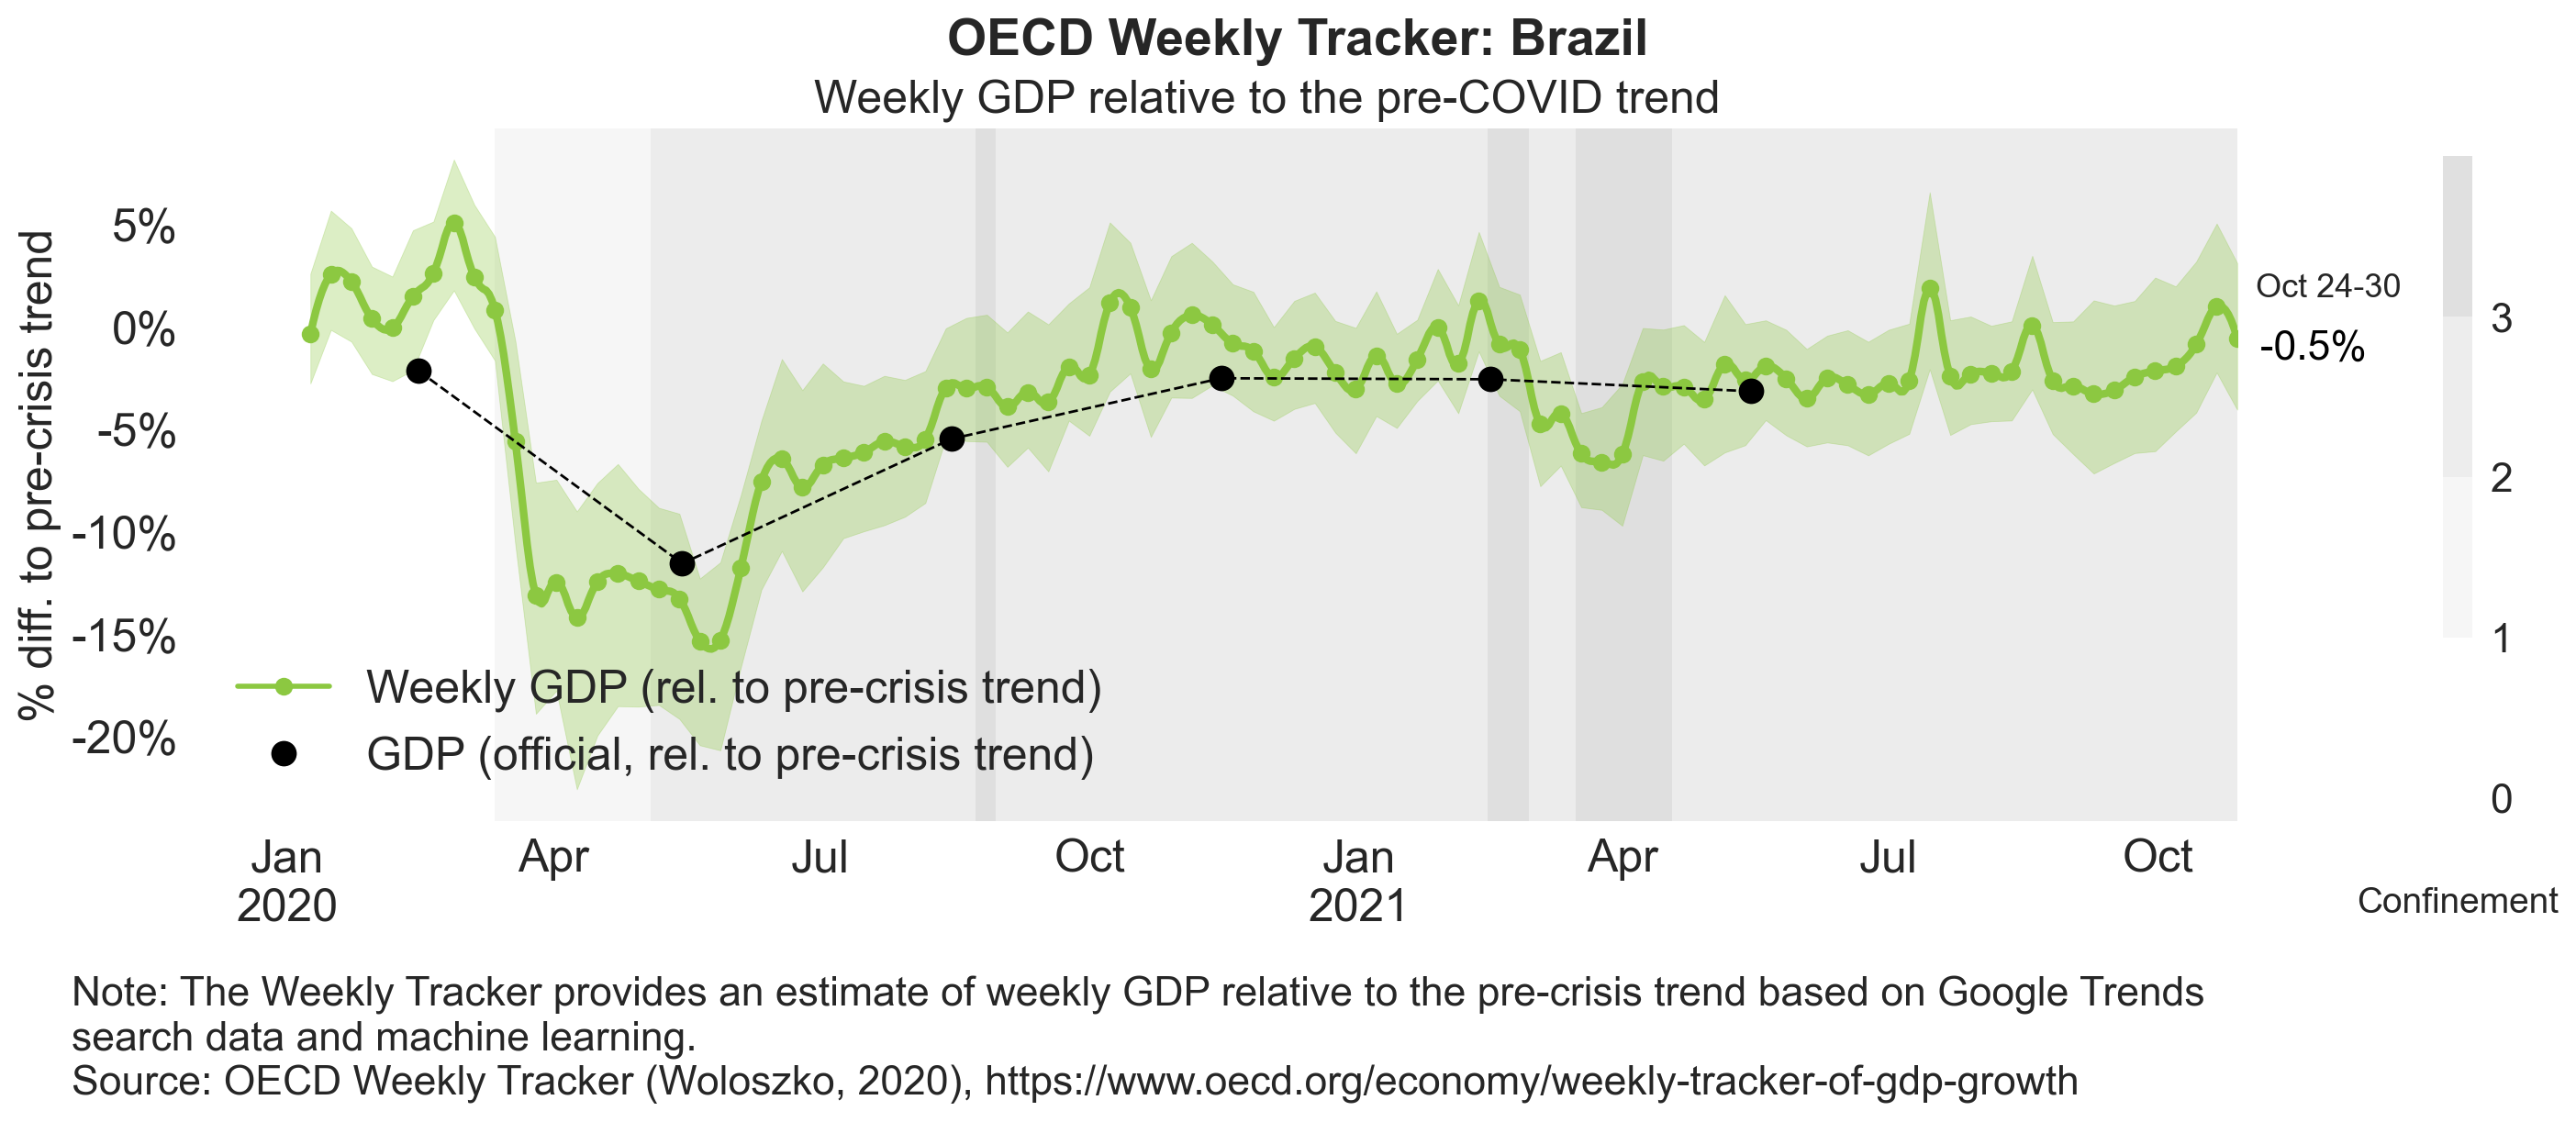 OECD Weekly Tracker: Brazil
Weekly GDP relative to the pre-COVID trend
% diff. to pre-crisis trend
5%
0%
-5%
-10%
-15%
-20%
Weekly GDP (rel. to pre-crisis trend)
GDP (official, rel. to pre-crisis trend)
Oct 24-30
-0.5%
3
2
1
0
Confinement
Jan Apr Jul Oct Jan Apr Jul Oct
2020 2021
Note: The Weekly Tracker provides an estimate of weekly GDP relative to the pre-crisis trend based on Google Trends
search data and machine learning.
Source: OECD Weekly Tracker (Woloszko, 2020), https://www.oecd.org/economy/weekly-tracker-of-gdp-growth